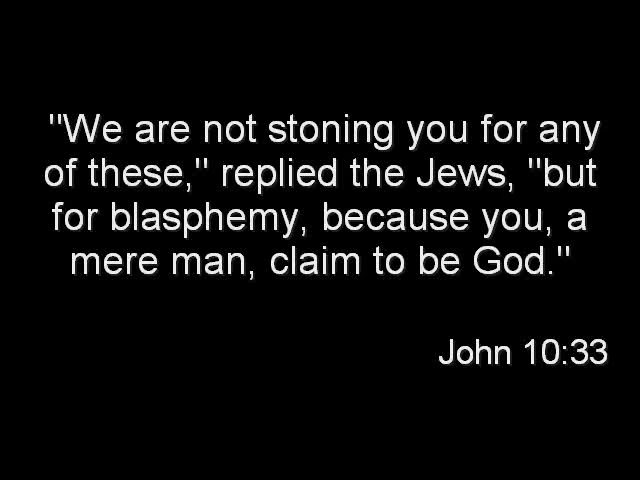 "We are not stoning you for any
of these," replied the Jews, "but
for blasphemy, because you, a
mere man, claim to be God."
John 10:33